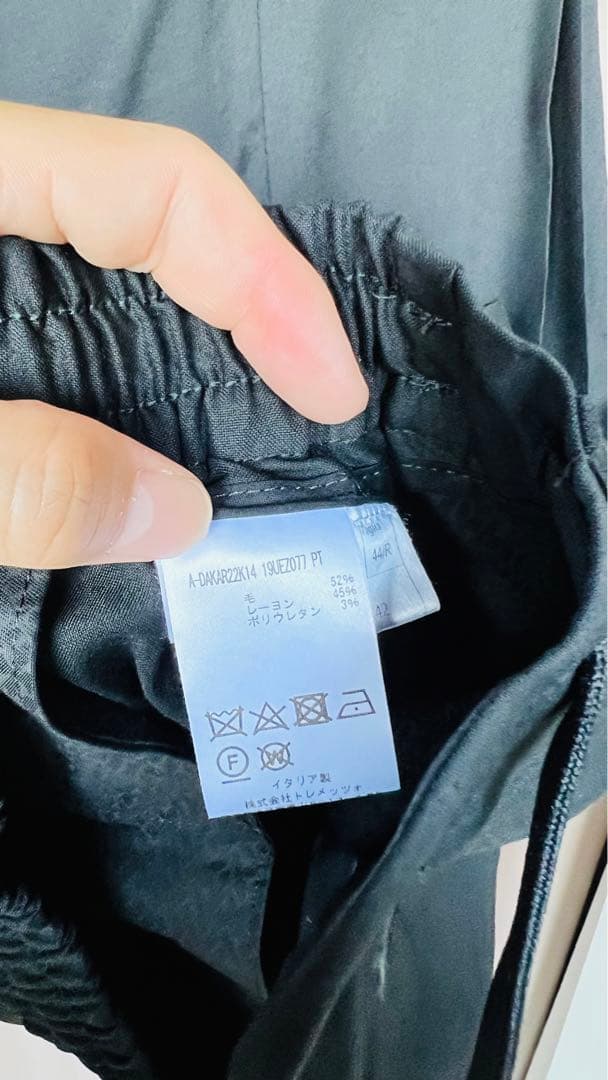 A-DAKAR22K14 19UEZ077 PT
毛 52%
レーヨン 45%
ポリウレタン 3%
F
W
イタリア製
株式会社トレメッツォ
44/R
42